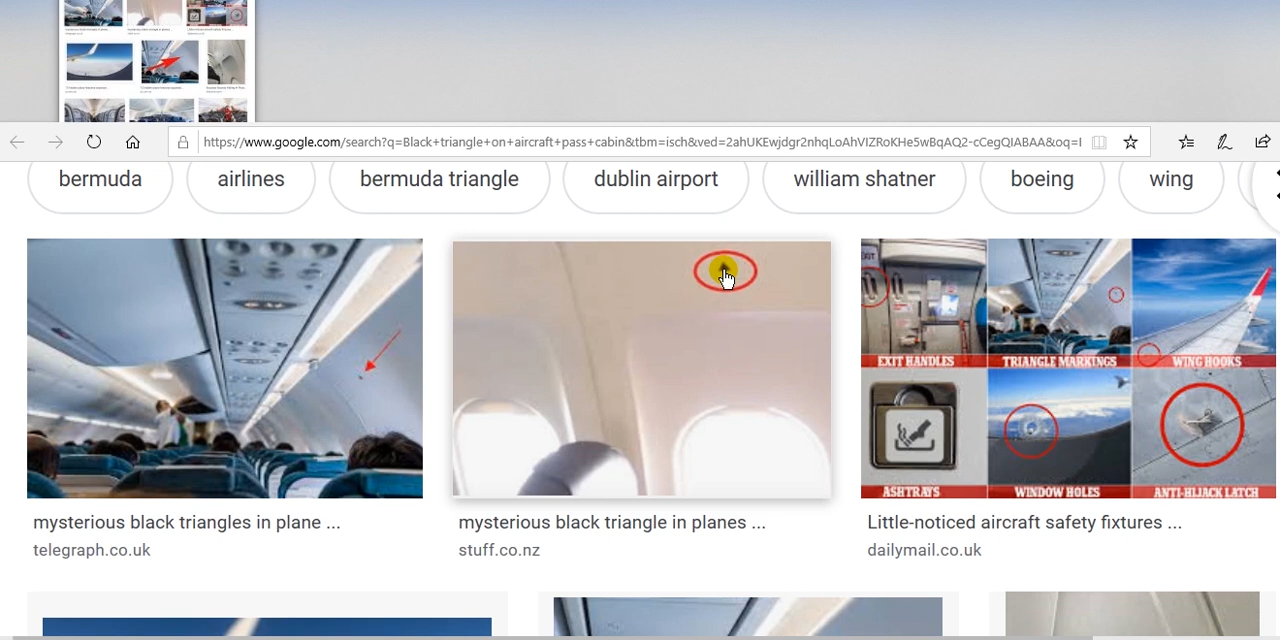 https://www.google.com/search?q=Black+triangle+on+aircraft+pass+cabin&tbm=isch&ved=2ahUKEwjdgr2nhqLoAhVIZRoKHe5wBqAQ2-cCegQIABAA&oq=I
bermuda
airlines
bermuda triangle
dublin airport
william shatner
boeing
wing
EXIT HANDLES
TRIANGLE MARKINGS
WING HOOKS
ASHTRAYS
WINDOW HOLES
ANTI-HIJACK LATCH
mysterious black triangles in plane ...
mysterious black triangle in planes ...
Little-noticed aircraft safety fixtures ...
telegraph.co.uk
stuff.co.nz
dailymail.co.uk